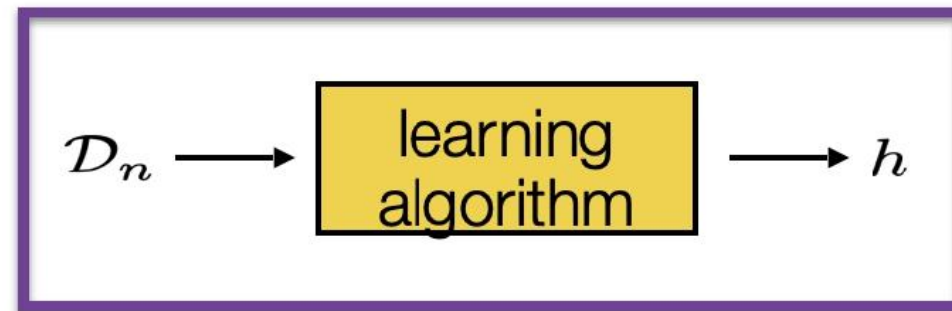 𝒟ₙ → learning → h
algorithm